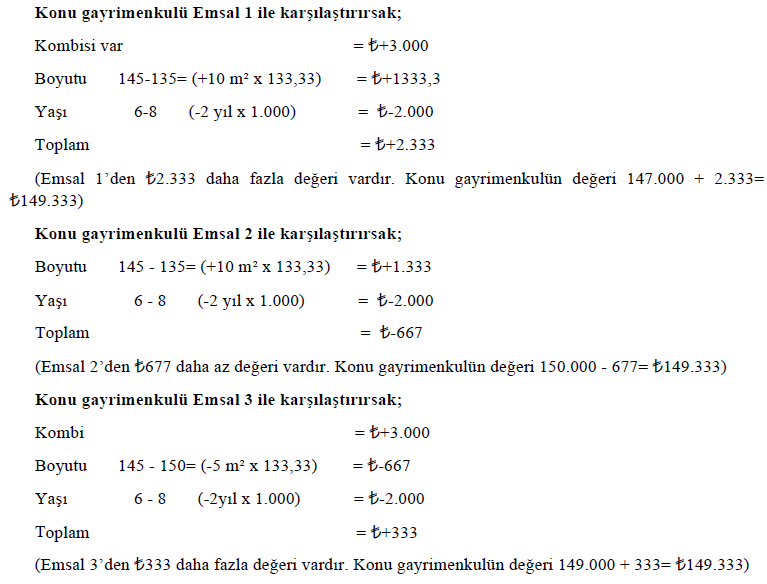 Konu gayrimenkulü Emsal 1 ile karşılaştırırsak;
Kombisi var = ₺+3.000
Boyutu 145-135= (+10 m² x 133,33) = ₺+1333,3
Yaşı 6-8 (-2 yıl x 1.000) = ₺-2.000
Toplam = ₺+2.333
(Emsal 1’den ₺2.333 daha fazla değeri vardır. Konu gayrimenkulün değeri 147.000 + 2.333=
₺149.333)
Konu gayrimenkulü Emsal 2 ile karşılaştırırsak;
Boyutu 145 - 135= (+10 m² x 133,33) = ₺+1.333
Yaşı 6 - 8 (-2 yıl x 1.000) = ₺-2.000
Toplam = ₺-667
(Emsal 2’den ₺677 daha az değeri vardır. Konu gayrimenkulün değeri 150.000 - 677= ₺149.333)
Konu gayrimenkulü Emsal 3 ile karşılaştırırsak;
Kombi = ₺+3.000
Boyutu 145 - 150= (-5 m² x 133,33) = ₺-667
Yaşı 6 - 8 (-2yıl x 1.000) = ₺-2.000
Toplam = ₺+333
(Emsal 3’den ₺333 daha fazla değeri vardır. Konu gayrimenkulün değeri 149.000 + 333= ₺149.333)